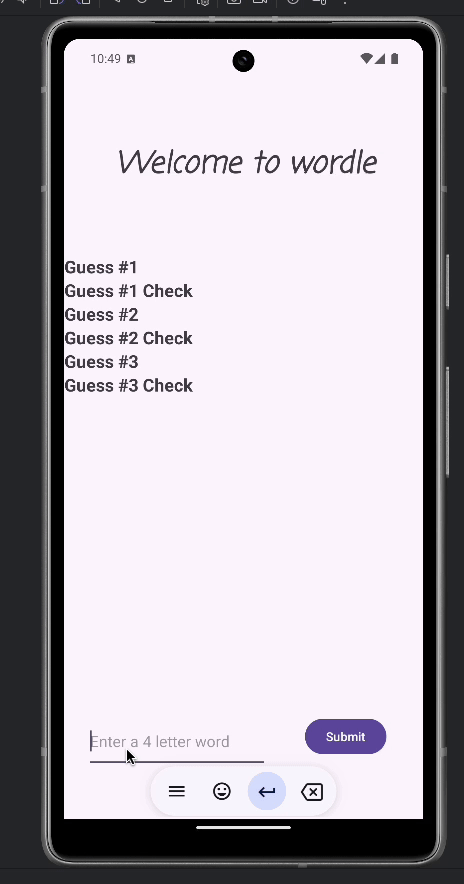 10:49
Welcome to wordle
Guess #1
Guess #1 Check
Guess #2
Guess #2 Check
Guess #3
Guess #3 Check
Enter a 4 letter word
Submit